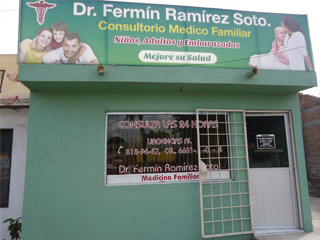 Dr. Fermín Ramírez Soto.
Consultorio Medico Familiar
Niños, Adultos y Embarazadas
Mejore su Salud
CONSULTA LAS 24 HORAS
URGENCIAS AL
Dr. Fermín Ramírez Soto
Medicina Familiar